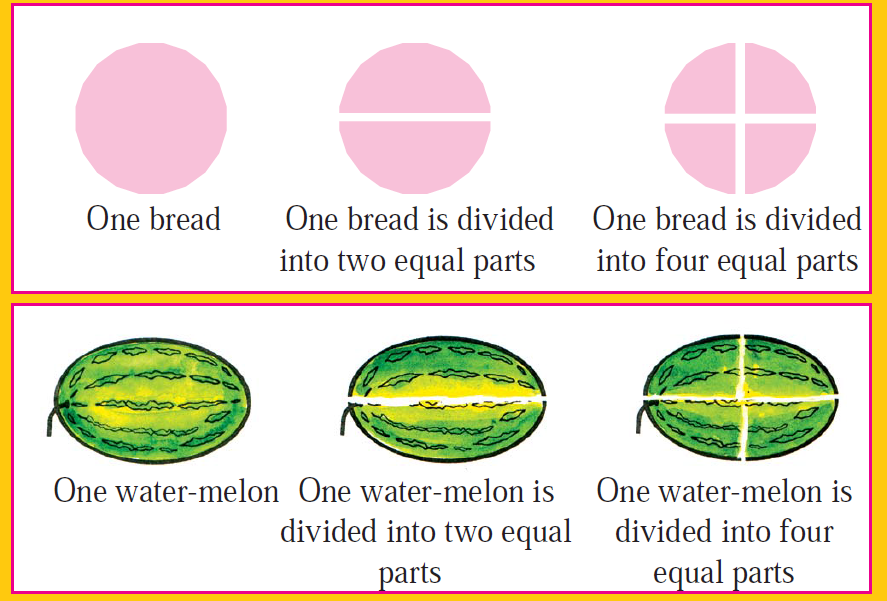 One bread
One bread is divided
into two equal parts
One bread is divided
into four equal parts
One water-melon
One water-melon is
divided into two equal
parts
One water-melon is
divided into four
equal parts